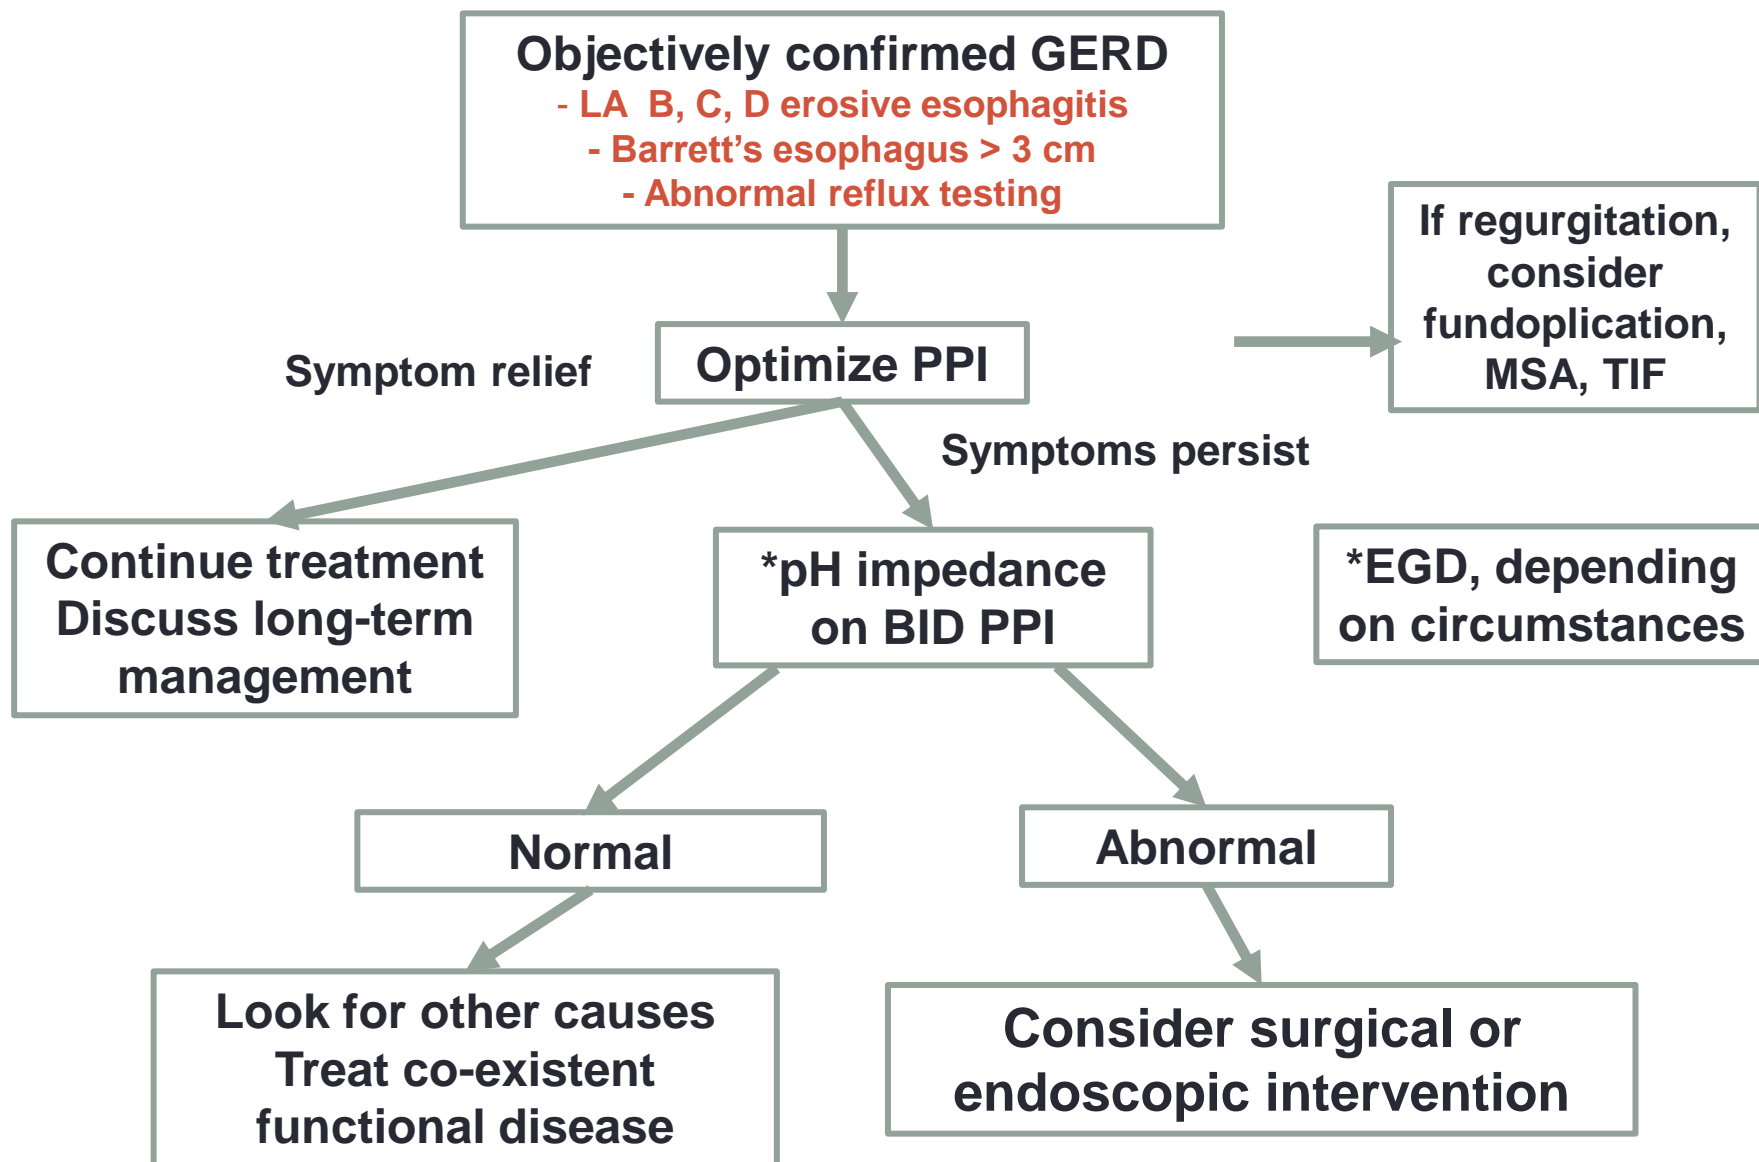 Objectively confirmed GERD
- LA B, C, D erosive esophagitis
- Barrett’s esophagus > 3 cm
- Abnormal reflux testing
If regurgitation,
consider
fundoplication,
MSA, TIF
Optimize PPI
Symptom relief
Symptoms persist
Continue treatment
Discuss long-term
management
*pH impedance
on BID PPI
*EGD, depending
on circumstances
Normal
Abnormal
Look for other causes
Treat co-existent
functional disease
Consider surgical or
endoscopic intervention